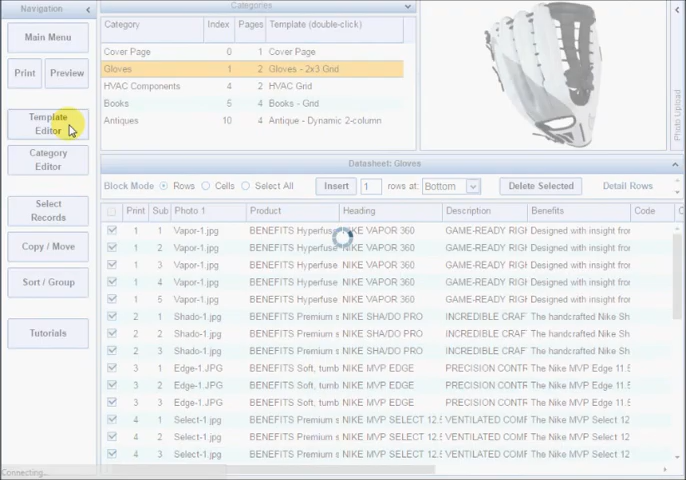 Navigation
Main Menu
Print Preview
Template
Editor
Category
Editor
Select
Records
Copy / Move
Sort / Group
Tutorials
Connecting...
Categories
Category Index Pages Template (double-click)
Cover Page 0 1 Cover Page
Gloves 1 2 Gloves - 2x3 Grid
HVAC Components 4 2 HVAC Grid
Books 5 4 Books - Grid
Antiques 10 4 Antique - Dynamic 2-column
Photo Upload
Datasheet: Gloves
Block Mode Rows Cells Select All Insert 1 rows at: Bottom Delete Selected Detail Rows
Print Sub Photo 1 Product Heading Description Benefits Code C
1 1 Vapor-1.jpg BENEFITS Hyperfuse NIKE VAPOR 360 GAME-READY RIGH Designed with insight from
1 2 Vapor-1.jpg BENEFITS Hyperfuse NIKE VAPOR 360 GAME-READY RIGH Designed with insight from
1 3 Vapor-1.jpg BENEFITS Hyperfuse NIKE VAPOR 360 GAME-READY RIGH Designed with insight from
1 4 Vapor-1.jpg BENEFITS Hyperfuse NIKE VAPOR 360 GAME-READY RIGH Designed with insight from
1 5 Vapor-1.jpg BENEFITS Hyperfuse NIKE VAPOR 360 GAME-READY RIGH Designed with insight from
2 1 Shado-1.jpg BENEFITS Premium s NIKE SHA/DO PRO INCREDIBLE CRAF The handcrafted Nike Sh
2 2 Shado-1.jpg BENEFITS Premium s NIKE SHA/DO PRO INCREDIBLE CRAF The handcrafted Nike Sh
2 3 Shado-1.jpg BENEFITS Premium s NIKE SHA/DO PRO INCREDIBLE CRAF The handcrafted Nike Sh
3 1 Edge-1.JPG BENEFITS Soft, tumb NIKE MVP EDGE PRECISION CONTR The Nike MVP Edge 11.5
3 2 Edge-1.JPG BENEFITS Soft, tumb NIKE MVP EDGE PRECISION CONTR The Nike MVP Edge 11.5
3 3 Edge-1.JPG BENEFITS Soft, tumb NIKE MVP EDGE PRECISION CONTR The Nike MVP Edge 11.5
4 1 Select-1.jpg BENEFITS Premium s NIKE MVP SELECT 12.5 VENTILATED COMF The Nike MVP Select 12
4 2 Select-1.jpg BENEFITS Premium s NIKE MVP SELECT 12.5 VENTILATED COMF The Nike MVP Select 12
4 3 Select-1.jpg BENEFITS Premium s NIKE MVP SELECT 12.5 VENTILATED COMF The Nike MVP Select 12